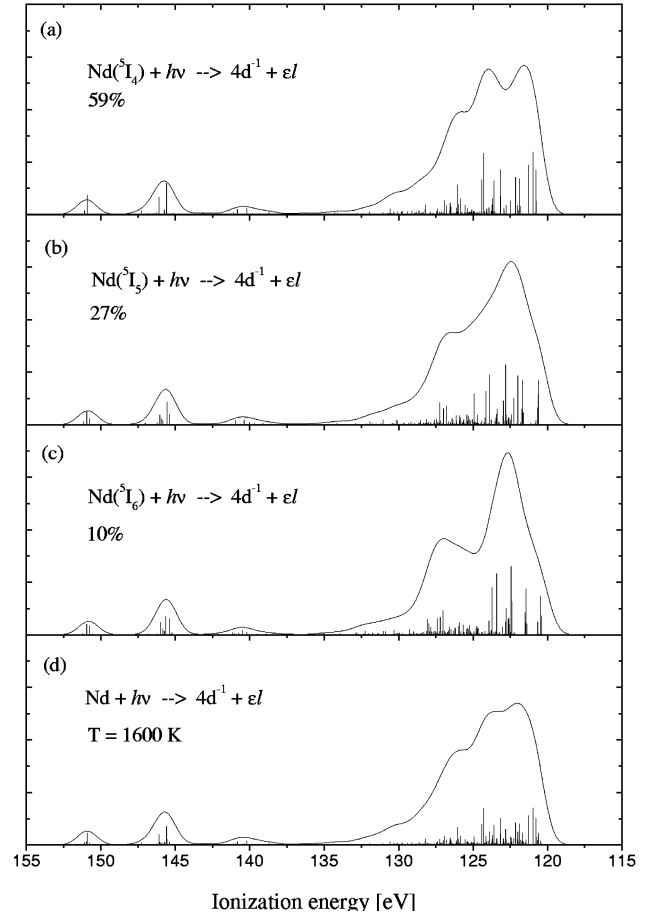 (a)
Nd(⁵I₄) + hν --> 4d⁻¹ + εl
59%
(b)
Nd(⁵I₅) + hν --> 4d⁻¹ + εl
27%
(c)
Nd(⁵I₆) + hν --> 4d⁻¹ + εl
10%
(d)
Nd + hν --> 4d⁻¹ + εl
T = 1600 K
155 150 145 140 135 130 125 120 115
Ionization energy [eV]